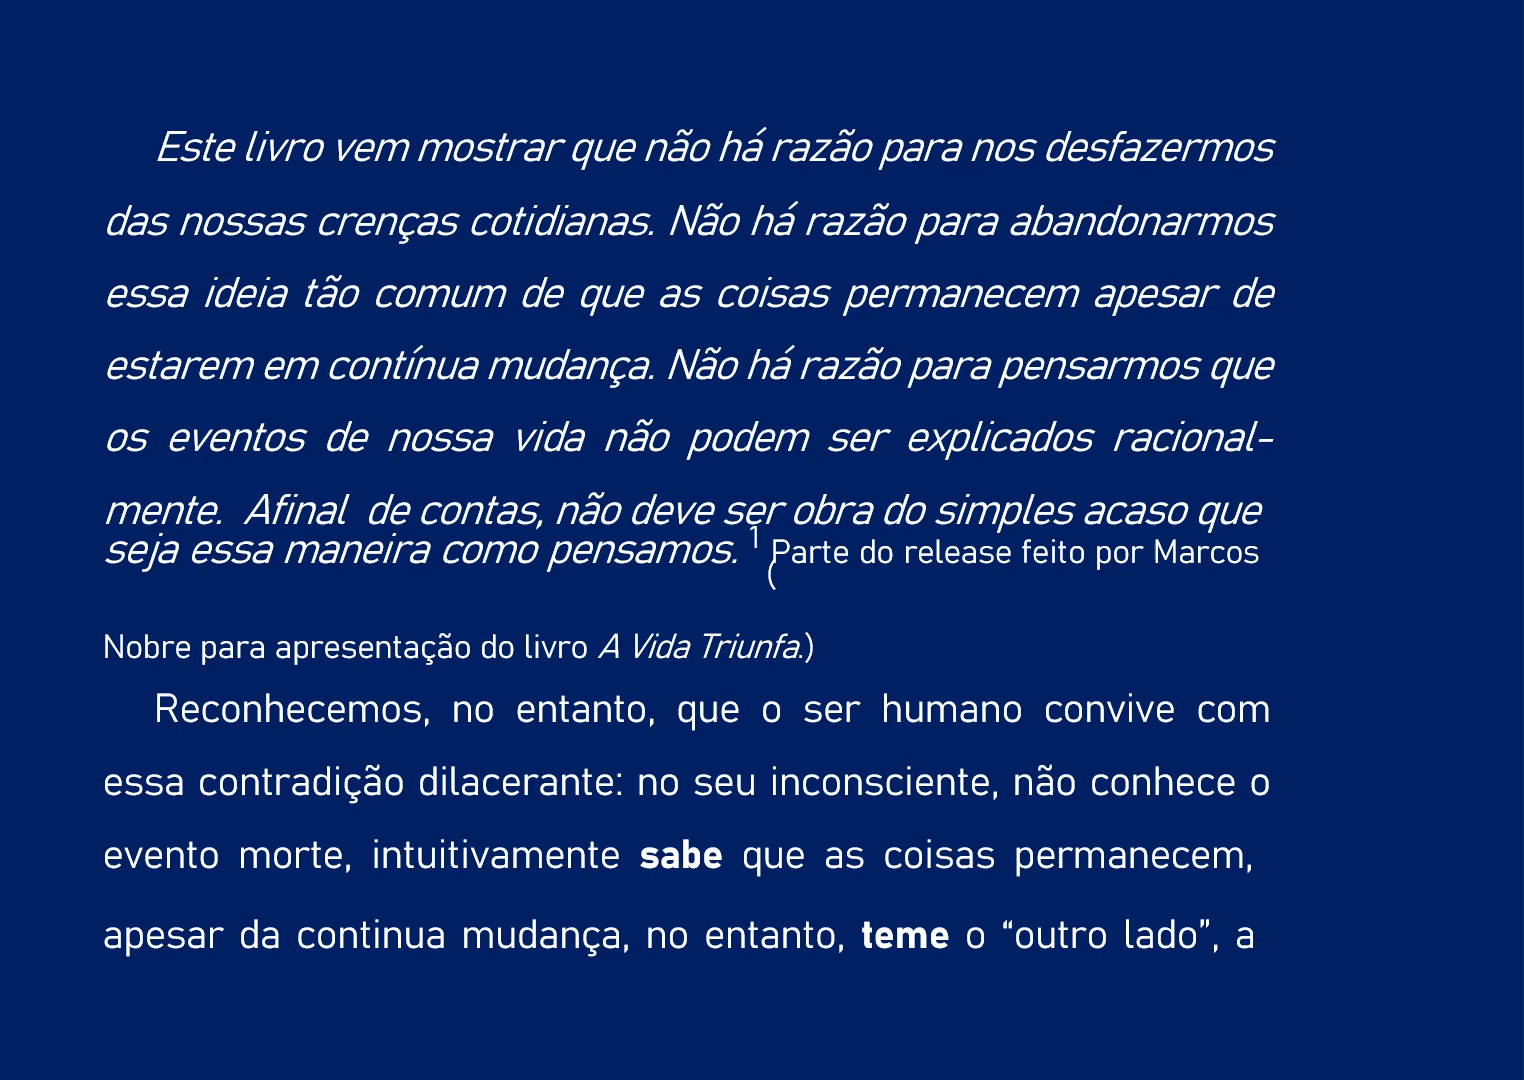 Este livro vem mostrar que não há razão para nos desfazermos
das nossas crenças cotidianas. Não há razão para abandonarmos
essa ideia tão comum de que as coisas permanecem apesar de
estarem em contínua mudança. Não há razão para pensarmos que
os eventos de nossa vida não podem ser explicados racional-
mente. Afinal de contas, não deve ser obra do simples acaso que
seja essa maneira como pensamos. 1 (Parte do release feito por Marcos
Nobre para apresentação do livro A Vida Triunfa.)
Reconhecemos, no entanto, que o ser humano convive com
essa contradição dilacerante: no seu inconsciente, não conhece o
evento morte, intuitivamente sabe que as coisas permanecem,
apesar da continua mudança, no entanto, teme o “outro lado”, a